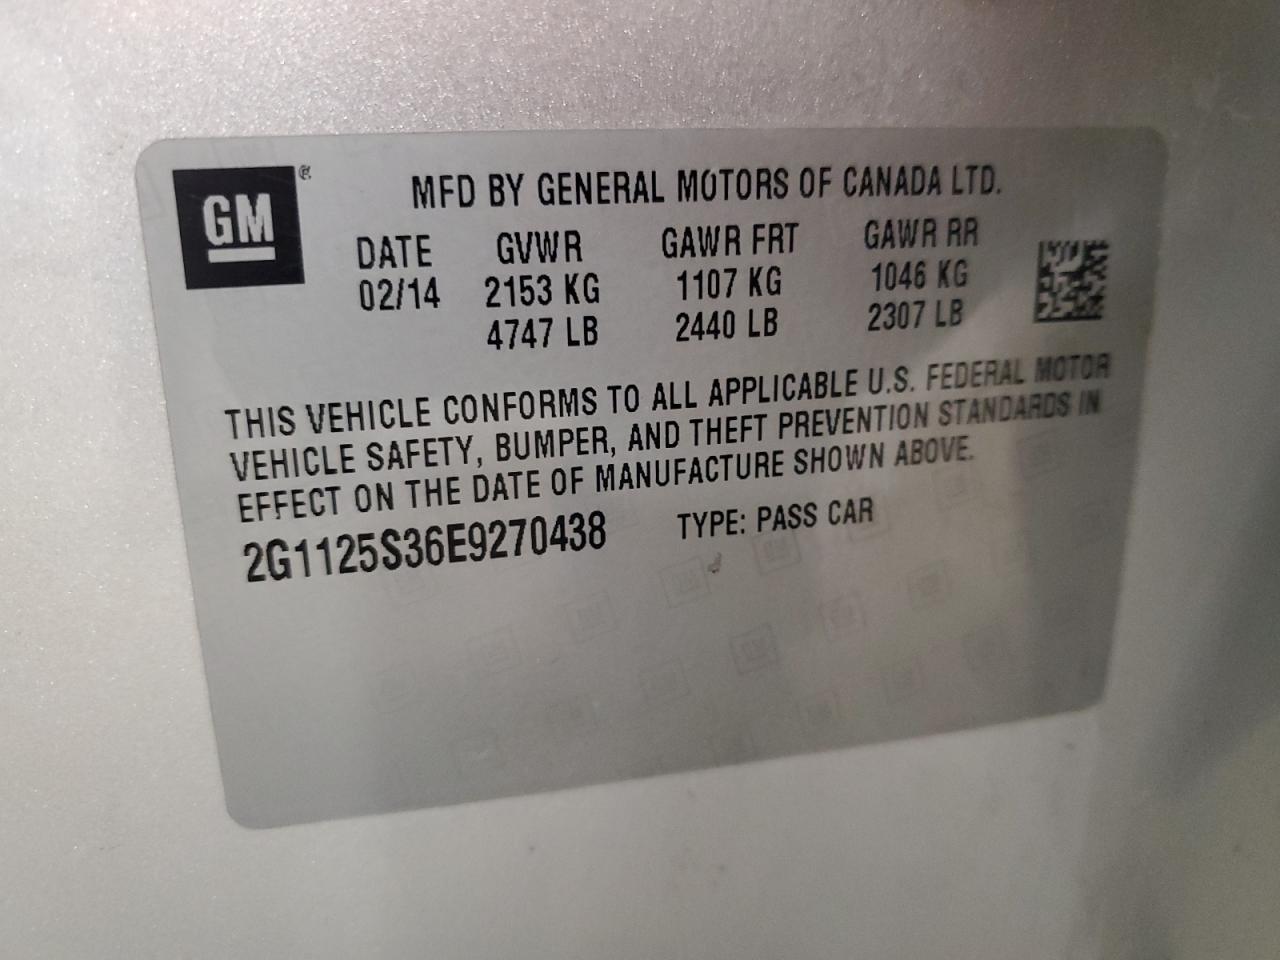 GM
MFD BY GENERAL MOTORS OF CANADA LTD.
DATE GVWR GAWR FRT GAWR RR
02/14 2153 KG 1107 KG 1046 KG
4747 LB 2440 LB 2307 LB
THIS VEHICLE CONFORMS TO ALL APPLICABLE U.S. FEDERAL MOTOR
VEHICLE SAFETY, BUMPER, AND THEFT PREVENTION STANDARDS IN
EFFECT ON THE DATE OF MANUFACTURE SHOWN ABOVE.
2G1125S36E9270438 TYPE: PASS CAR